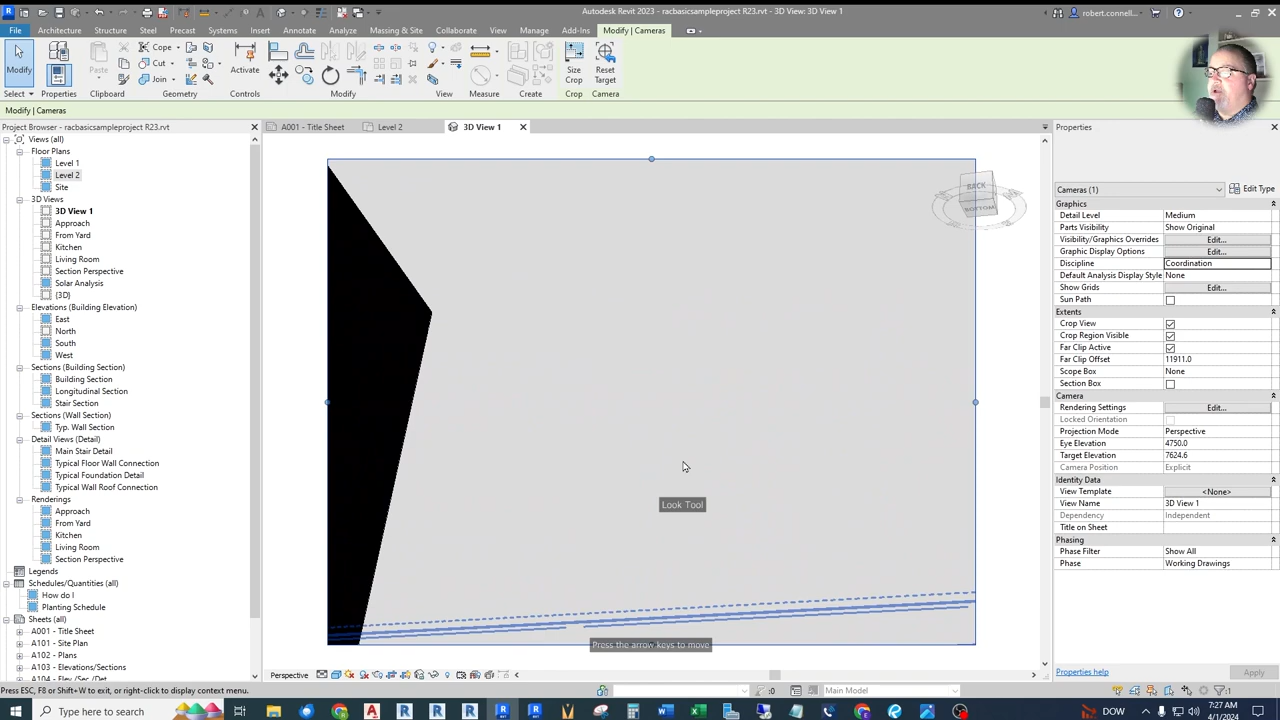 Autodesk Revit 2023 - racbasicsampleproject R23.rvt - 3D View: 3D View 1
robert.connell...
File Architecture Structure Steel Precast Systems Insert Annotate Analyze Massing & Site Collaborate View Manage Add-Ins Modify | Cameras
Modify Paste Cope Cut Join Activate Size Crop Reset Target
Select Properties Clipboard Geometry Controls Modify View Measure Create Crop Camera
Modify | Cameras
Project Browser - racbasicsampleproject R23.rvt
A001 - Title Sheet Level 2 3D View 1
Properties
Views (all)
Floor Plans
Level 1
Level 2
Site
3D Views
3D View 1
Approach
From Yard
Kitchen
Living Room
Section Perspective
Solar Analysis
{3D}
Elevations (Building Elevation)
East
North
South
West
Sections (Building Section)
Building Section
Longitudinal Section
Stair Section
Sections (Wall Section)
Typ. Wall Section
Detail Views (Detail)
Main Stair Detail
Typical Floor Wall Connection
Typical Foundation Detail
Typical Wall Roof Connection
Renderings
Approach
From Yard
Kitchen
Living Room
Section Perspective
Legends
Schedules/Quantities (all)
How do I
Planting Schedule
Sheets (all)
A001 - Title Sheet
A101 - Site Plan
A102 - Plans
A103 - Elevations/Sections
A104 - Elev./Sec./Det.
BACK
BOTTOM
Look Tool
Press the arrow keys to move
Perspective
Cameras (1) Edit Type
Graphics
Detail Level Medium
Parts Visibility Show Original
Visibility/Graphics Overrides Edit...
Graphic Display Options Edit...
Discipline Coordination
Default Analysis Display Style None
Show Grids Edit...
Sun Path
Extents
Crop View
Crop Region Visible
Far Clip Active
Far Clip Offset 11911.0
Scope Box None
Section Box
Camera
Rendering Settings Edit...
Locked Orientation
Projection Mode Perspective
Eye Elevation 4750.0
Target Elevation 7624.6
Camera Position Explicit
Identity Data
View Template <None>
View Name 3D View 1
Dependency Independent
Title on Sheet
Phasing
Phase Filter Show All
Phase Working Drawings
Properties help Apply
Press ESC, F8 or Shift+W to exit, or right-click to display context menu.
:0 Main Model :1
Type here to search
DOW
7:27 AM
4/1/2024